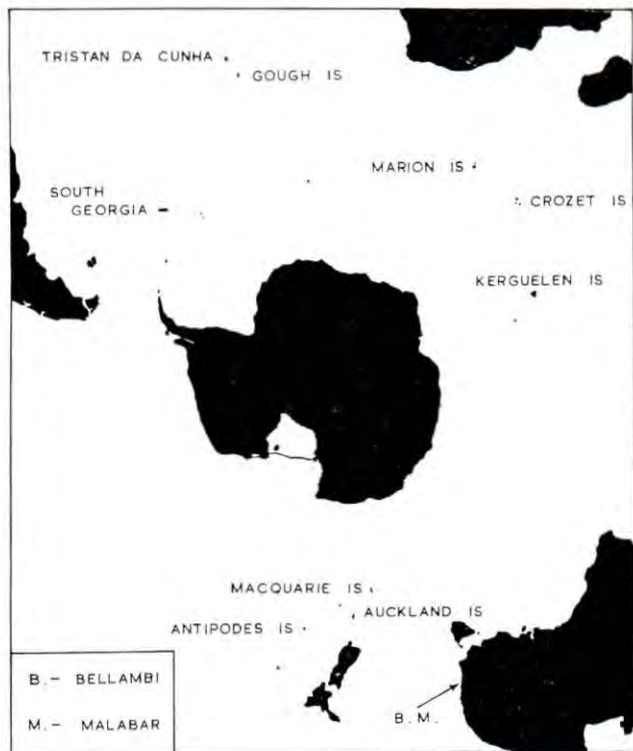 TRISTAN DA CUNHA
GOUGH IS
MARION IS
SOUTH
GEORGIA
CROZET IS
KERGUELEN IS
MACQUARIE IS
AUCKLAND IS
ANTIPODES IS
B.- BELLAMBI
B. M.
M.- MALABAR